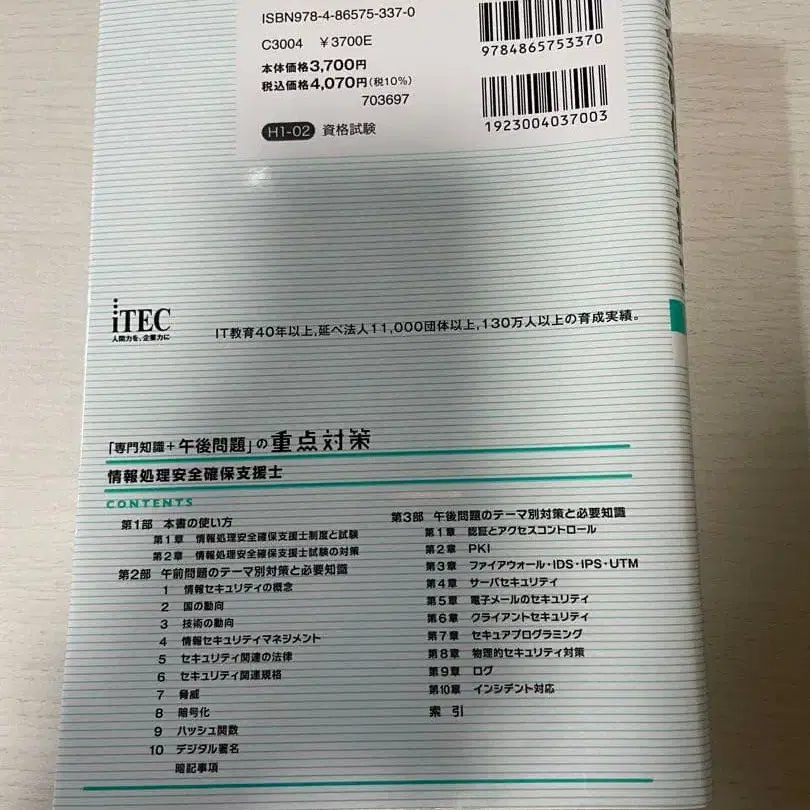 ISBN978-4-86575-337-0
C3004 ¥3700E
本体価格3,700円
税込価格4,070円(税10%)
703697
H1-02 資格試験
9784865753370
1923004037003
iTEC
人間力を、企業力に
IT教育40年以上,延べ法人11,000団体以上,130万人以上の育成実績。
「専門知識+午後問題」の重点対策
情報処理安全確保支援士
CONTENTS
第1部 本書の使い方
第1章 情報処理安全確保支援士制度と試験
第2章 情報処理安全確保支援士試験の対策
第2部 午前問題のテーマ別対策と必要知識
1 情報セキュリティの概念
2 国の動向
3 技術の動向
4 情報セキュリティマネジメント
5 セキュリティ関連の法律
6 セキュリティ関連規格
7 脅威
8 暗号化
9 ハッシュ関数
10 デジタル署名
暗記事項
第3部 午後問題のテーマ別対策と必要知識
第1章 認証とアクセスコントロール
第2章 PKI
第3章 ファイアウォール・IDS・IPS・UTM
第4章 サーバセキュリティ
第5章 電子メールのセキュリティ
第6章 クライアントセキュリティ
第7章 セキュアプログラミング
第8章 物理的セキュリティ対策
第9章 ログ
第10章 インシデント対応
索引